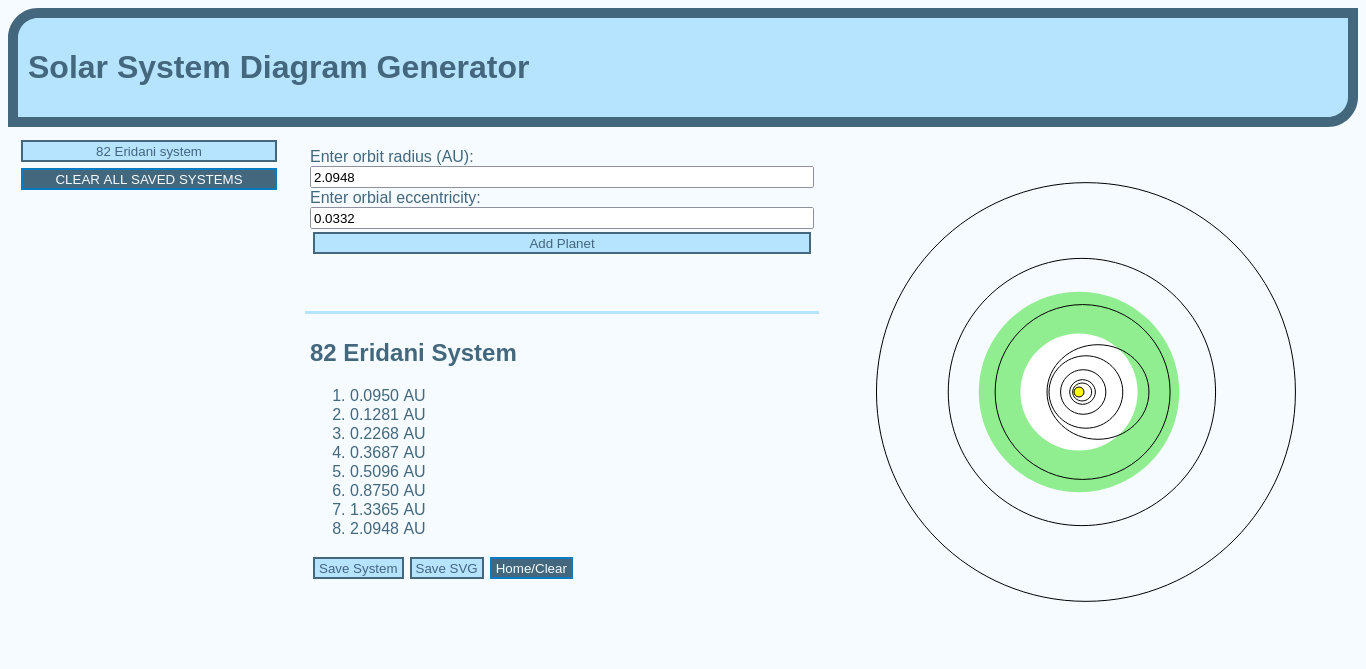 Solar System Diagram Generator
82 Eridani system
CLEAR ALL SAVED SYSTEMS
Enter orbit radius (AU):
2.0948
Enter orbial eccentricity:
0.0332
Add Planet
82 Eridani System
1. 0.0950 AU
2. 0.1281 AU
3. 0.2268 AU
4. 0.3687 AU
5. 0.5096 AU
6. 0.8750 AU
7. 1.3365 AU
8. 2.0948 AU
Save System Save SVG Home/Clear